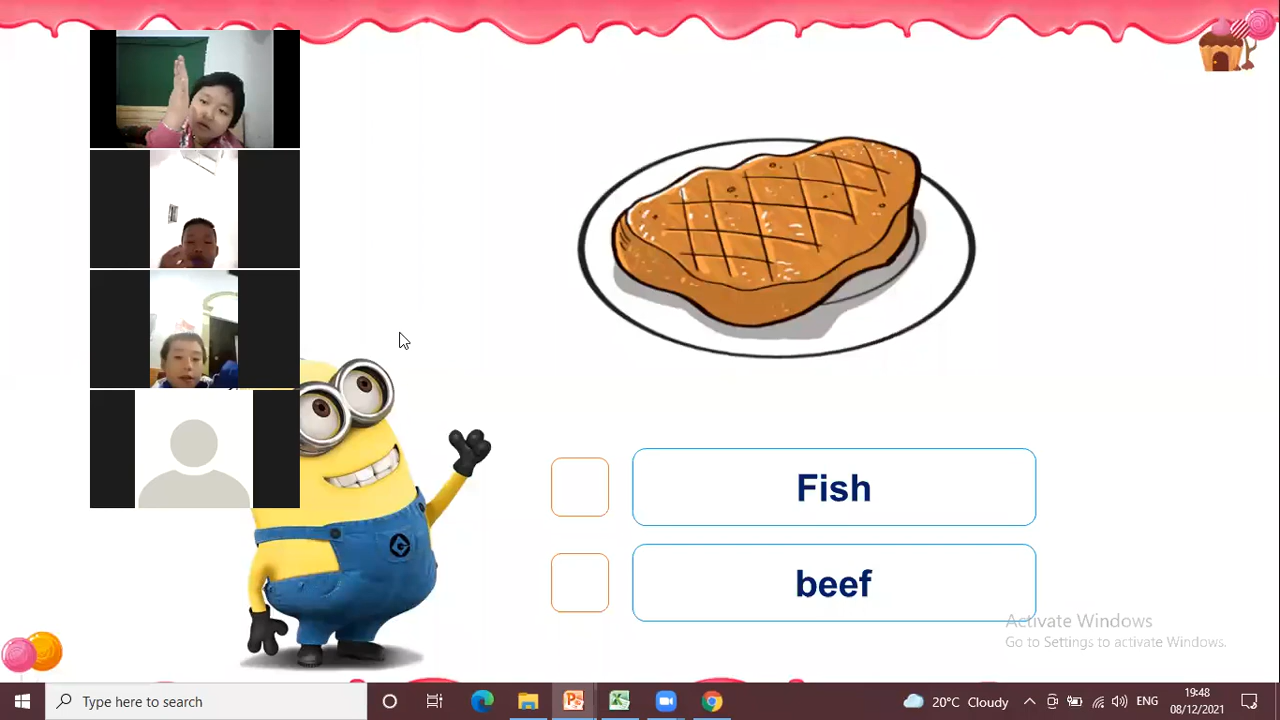 Fish
beef
Activate Windows
Go to Settings to activate Windows.
Type here to search
20°C Cloudy
ENG
19:48
08/12/2021